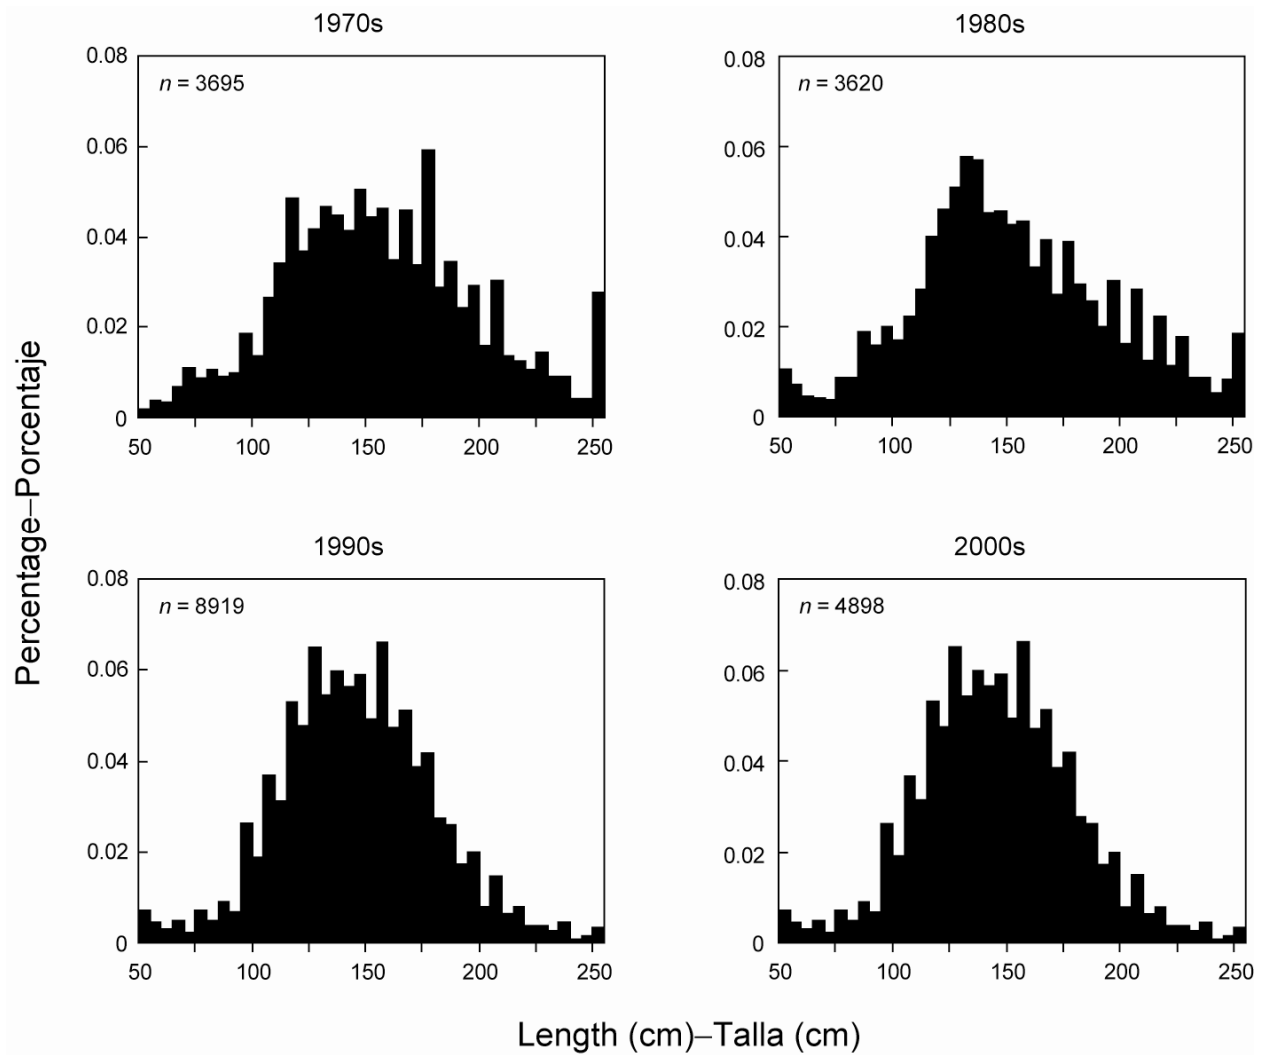 1970s
1980s
0.08
0.06
0.04
0.02
0
n = 3695
50 100 150 200 250
0.08
0.06
0.04
0.02
0
n = 3620
50 100 150 200 250
Percentage–Porcentaje
1990s
2000s
0.08
0.06
0.04
0.02
0
n = 8919
50 100 150 200 250
0.08
0.06
0.04
0.02
0
n = 4898
50 100 150 200 250
Length (cm)–Talla (cm)